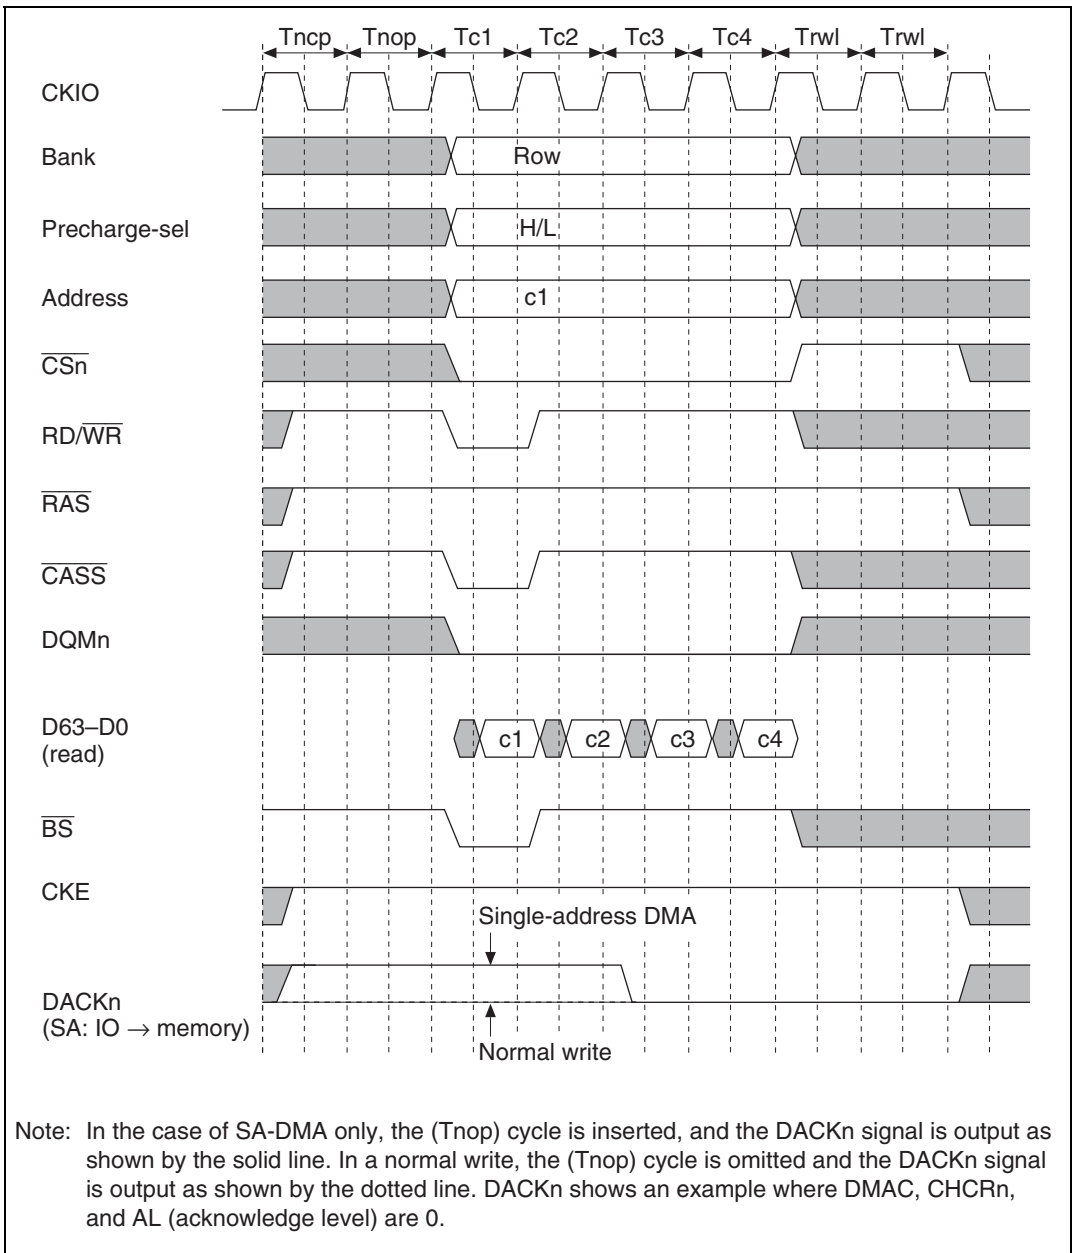 Tncp Tnop Tc1 Tc2 Tc3 Tc4 Trwl Trwl
CKIO
Bank
Row
Precharge-sel
H/L
Address
c1
CSn
RD/WR
RAS
CASS
DQMn
D63–D0
(read)
c1 c2 c3 c4
BS
CKE
Single-address DMA
DACKn
(SA: IO → memory)
Normal write
Note: In the case of SA-DMA only, the (Tnop) cycle is inserted, and the DACKn signal is output as
shown by the solid line. In a normal write, the (Tnop) cycle is omitted and the DACKn signal
is output as shown by the dotted line. DACKn shows an example where DMAC, CHCRn,
and AL (acknowledge level) are 0.